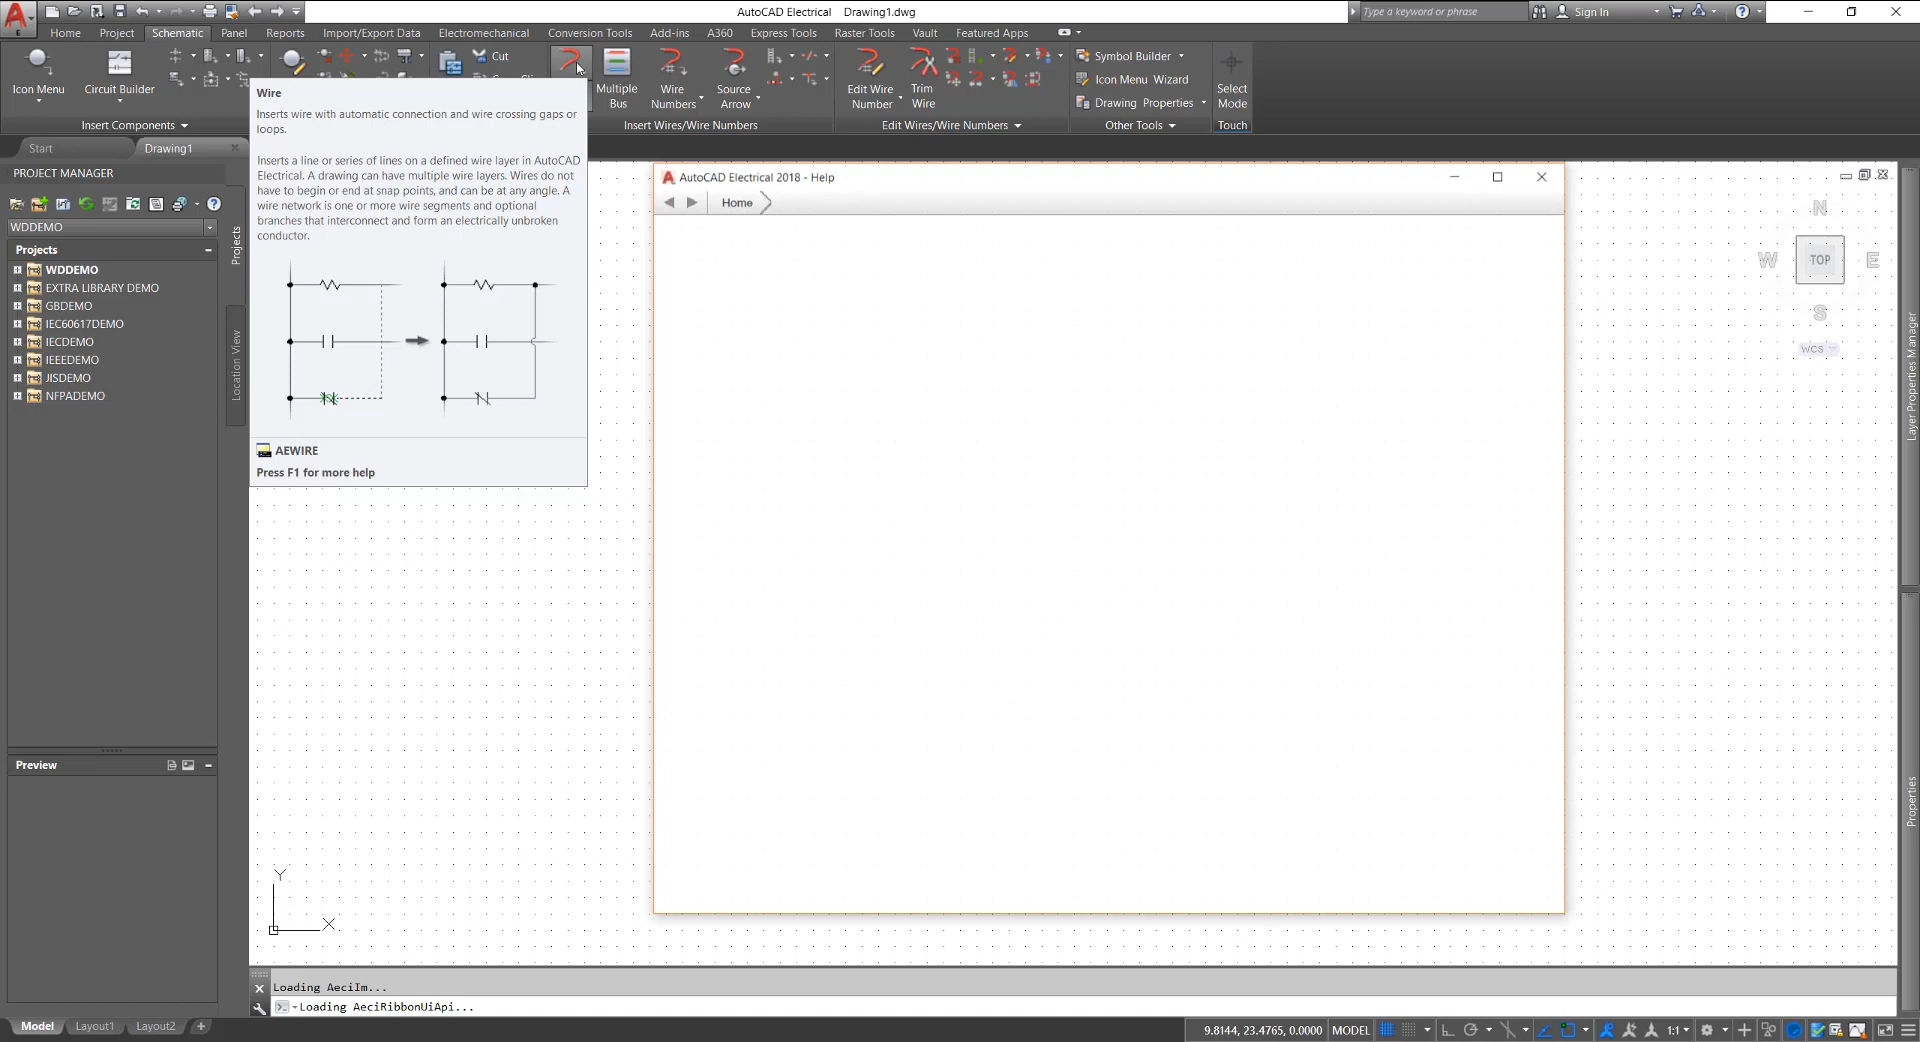 AutoCAD Electrical Drawing1.dwg
Type a keyword or phrase
Sign In
Home Project Schematic Panel Reports Import/Export Data Electromechanical Conversion Tools Add-ins A360 Express Tools Raster Tools Vault Featured Apps
Icon Menu
Circuit Builder
Insert Components
Cut
Multiple
Bus
Wire
Numbers
Source
Arrow
Insert Wires/Wire Numbers
Edit Wire
Number
Trim
Wire
Edit Wires/Wire Numbers
Symbol Builder
Icon Menu Wizard
Drawing Properties
Other Tools
Select
Mode
Touch
Start
Drawing1
PROJECT MANAGER
WDDEMO
Projects
WDDEMO
EXTRA LIBRARY DEMO
GBDEMO
IEC60617DEMO
IECDEMO
IEEEDEMO
JISDEMO
NFPADEMO
Projects
Location View
Preview
Wire
Inserts wire with automatic connection and wire crossing gaps or
loops.
Inserts a line or series of lines on a defined wire layer in AutoCAD
Electrical. A drawing can have multiple wire layers. Wires do not
have to begin or end at snap points, and can be at any angle. A
wire network is one or more wire segments and optional
branches that interconnect and form an electrically unbroken
conductor.
AEWIRE
Press F1 for more help
AutoCAD Electrical 2018 - Help
Home
N
W
TOP
E
S
WCS
Layer Properties Manager
Properties
Y
X
Loading AeciIm...
Loading AeciRibbonUiApi...
Model Layout1 Layout2
9.8144, 23.4765, 0.0000 MODEL
1:1